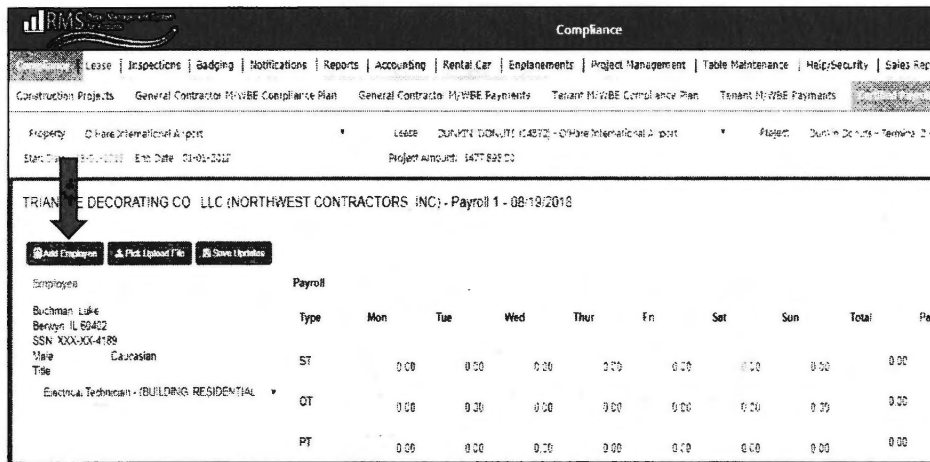 RMS
Compliance
Lease | Inspections | Badging | Notifications | Reports | Accounting | Rental Car | Enplanements | Project Management | Table Maintenance | Help/Security | Sales Rep
Construction Projects General Contractor M/WBE Compliance Plan General Contractor M/WBE Payments Tenant M/WBE Compliance Plan Tenant M/WBE Payments
Property O'Hare International Airport Lease DUNKIN DONUTS - O'Hare International Airport Project Dunkin Donuts - Terminal 2
End Date Project Amount:
DECORATING CO LLC (NORTHWEST CONTRACTORS INC) - Payroll 1 - 08/19/2018
Add Employee Pick Upload File Save Updates
Employee Payroll
Type Mon Tue Wed Thur Fri Sat Sun Total
Buchman Luke
Berwyn IL 60402
SSN XXX-XX-4189
Male Caucasian
Title
Electrical Technician - (BUILDING, RESIDENTIAL
ST 0.00 0.00 0.00 0.00 0.00 0.00 0.00 0.00
OT 0.00 0.00 0.00 0.00 0.00 0.00 0.00 0.00
PT 0.00 0.00 0.00 0.00 0.00 0.00 0.00 0.00